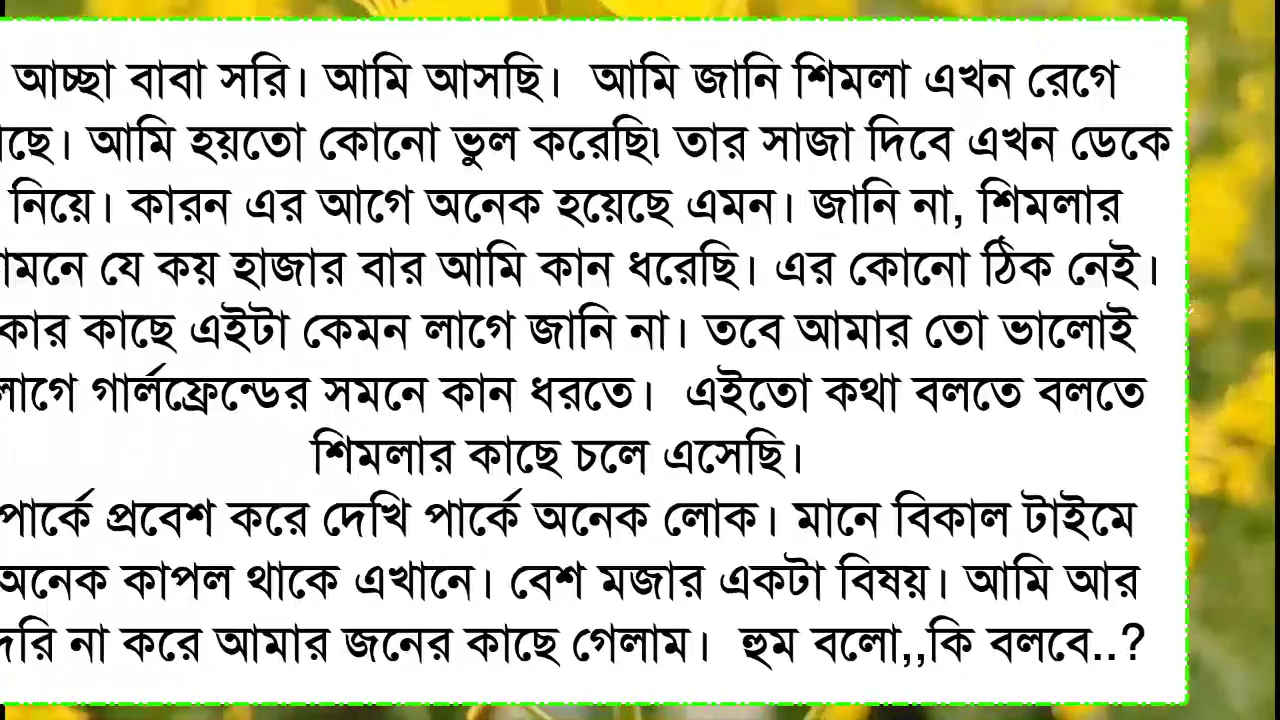 আচ্ছা বাবা সরি। আমি আসছি।  আমি জানি শিমলা এখন রেগে
ছে। আমি হয়তো কোনো ভুল করেছি৷ তার সাজা দিবে এখন ডেকে
নিয়ে। কারন এর আগে অনেক হয়েছে এমন। জানি না, শিমলার
মনে যে কয় হাজার বার আমি কান ধরেছি। এর কোনো ঠিক নেই।
কার কাছে এইটা কেমন লাগে জানি না। তবে আমার তো ভালোই
লাগে গার্লফ্রেন্ডের সমনে কান ধরতে।  এইতো কথা বলতে বলতে
শিমলার কাছে চলে এসেছি।
পার্কে প্রবেশ করে দেখি পার্কে অনেক লোক। মানে বিকাল টাইমে
অনেক কাপল থাকে এখানে। বেশ মজার একটা বিষয়। আমি আর
দেরি না করে আমার জনের কাছে গেলাম।  হুম বলো,,কি বলবে..?